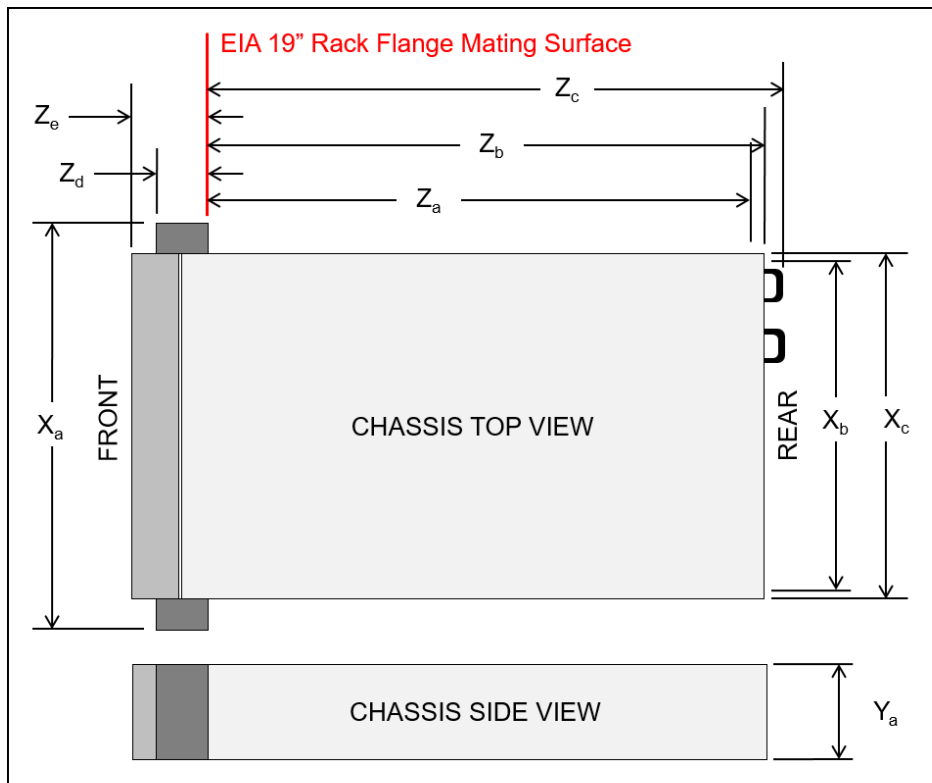 EIA 19” Rack Flange Mating Surface
Zc
Ze
Zb
Zd
Za
FRONT
Xa
CHASSIS TOP VIEW
REAR
Xb
Xc
CHASSIS SIDE VIEW
Ya